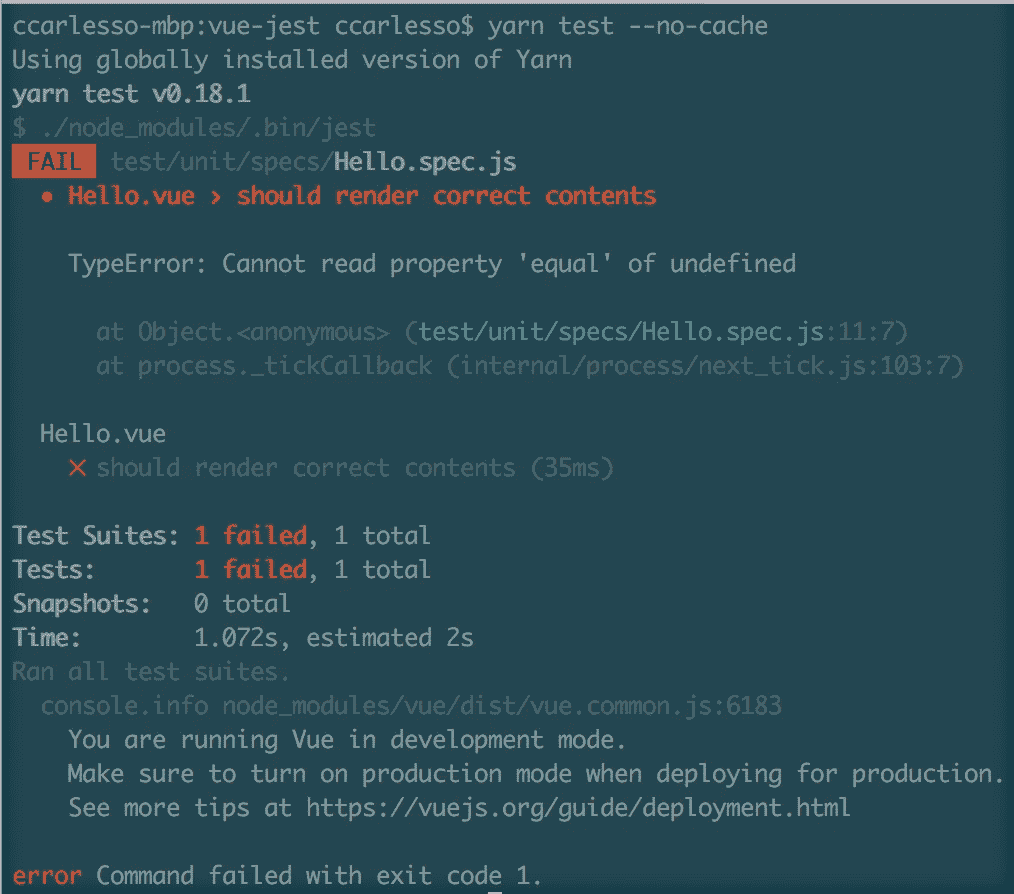 ccarlesso-mbp:vue-jest ccarlesso$ yarn test --no-cache
Using globally installed version of Yarn
yarn test v0.18.1
$ ./node_modules/.bin/jest
FAIL test/unit/specs/Hello.spec.js
● Hello.vue › should render correct contents
TypeError: Cannot read property 'equal' of undefined
at Object.<anonymous> (test/unit/specs/Hello.spec.js:11:7)
at process._tickCallback (internal/process/next_tick.js:103:7)
Hello.vue
✕ should render correct contents (35ms)
Test Suites: 1 failed, 1 total
Tests: 1 failed, 1 total
Snapshots: 0 total
Time: 1.072s, estimated 2s
Ran all test suites.
console.info node_modules/vue/dist/vue.common.js:6183
You are running Vue in development mode.
Make sure to turn on production mode when deploying for production.
See more tips at https://vuejs.org/guide/deployment.html
error Command failed with exit code 1.